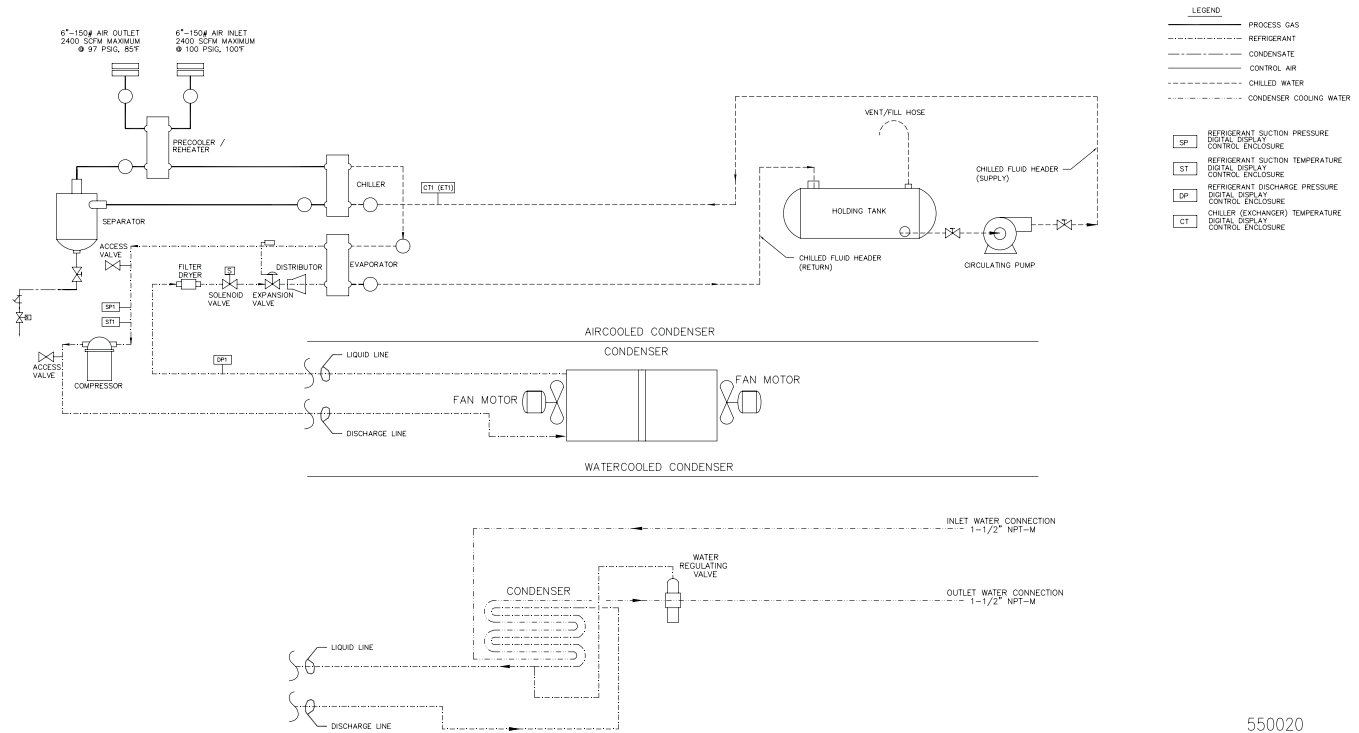 6"-150# AIR OUTLET
2400 SCFM MAXIMUM
@ 97 PSIG, 85°F
6"-150# AIR INLET
2400 SCFM MAXIMUM
@ 100 PSIG, 100°F
PRECOOLER /
REHEATER
CHILLER
CT1 (ET1)
SEPARATOR
ACCESS
VALVE
FILTER
DRYER
S
SOLENOID
VALVE
EXPANSION
VALVE
DISTRIBUTOR
EVAPORATOR
SP1
ST1
DP1
ACCESS
VALVE
COMPRESSOR
VENT/FILL HOSE
HOLDING TANK
CHILLED FLUID HEADER
(SUPPLY)
CHILLED FLUID HEADER
(RETURN)
CIRCULATING PUMP
AIRCOOLED CONDENSER
CONDENSER
LIQUID LINE
FAN MOTOR
FAN MOTOR
DISCHARGE LINE
WATERCOOLED CONDENSER
INLET WATER CONNECTION
1-1/2" NPT-M
WATER
REGULATING
VALVE
CONDENSER
OUTLET WATER CONNECTION
1-1/2" NPT-M
LIQUID LINE
DISCHARGE LINE
LEGEND
PROCESS GAS
REFRIGERANT
CONDENSATE
CONTROL AIR
CHILLED WATER
CONDENSER COOLING WATER
SP
REFRIGERANT SUCTION PRESSURE
DIGITAL DISPLAY
CONTROL ENCLOSURE
ST
REFRIGERANT SUCTION TEMPERATURE
DIGITAL DISPLAY
CONTROL ENCLOSURE
DP
REFRIGERANT DISCHARGE PRESSURE
DIGITAL DISPLAY
CONTROL ENCLOSURE
CT
CHILLER (EXCHANGER) TEMPERATURE
DIGITAL DISPLAY
CONTROL ENCLOSURE
550020